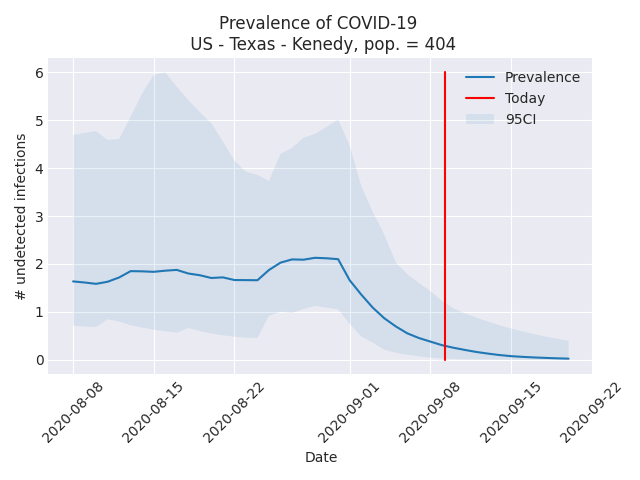 Prevalence of COVID-19
US - Texas - Kenedy, pop. = 404
# undetected infections
6
5
4
3
2
1
0
Prevalence
Today
95CI
2020-08-08
2020-08-15
2020-08-22
2020-09-01
2020-09-08
2020-09-15
2020-09-22
Date